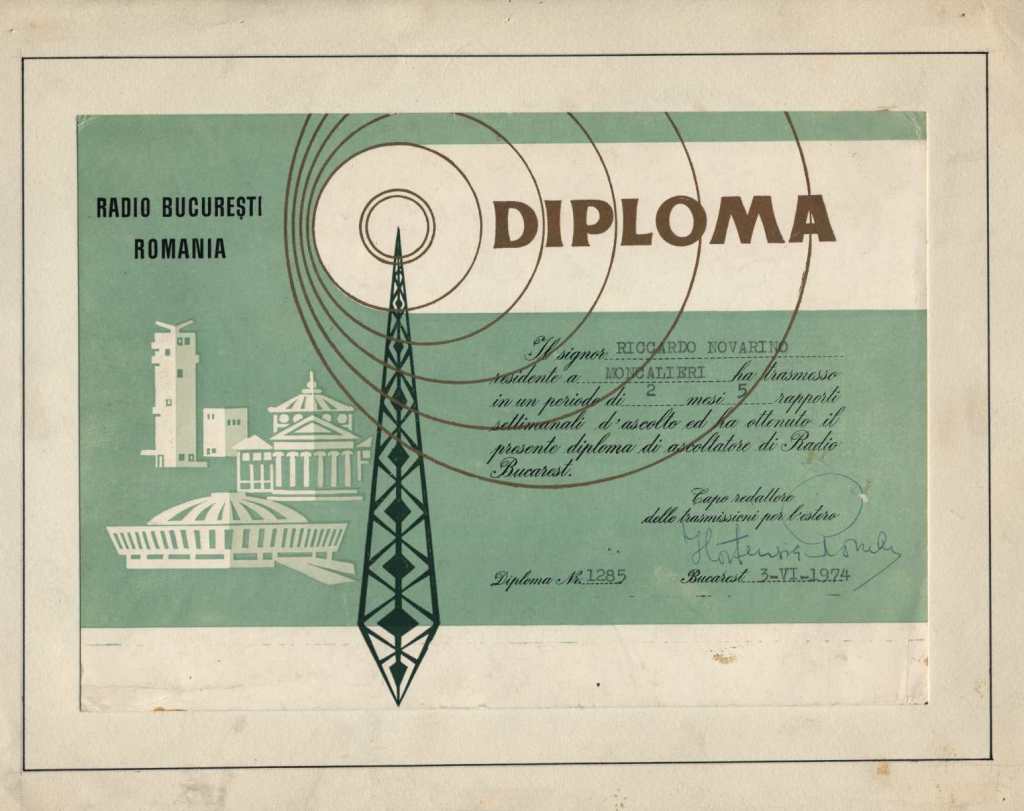 RADIO BUCUREŞTI
ROMANIA
DIPLOMA
Il signor RICCARDO NOVARINO
residente a MONCALIERI ha trasmesso
in un periodo di 2 mesi 5 rapporti
settimanali d'ascolto ed ha ottenuto il
presente diploma di ascoltatore di Radio
Bucarest.
Capo redattore
delle trasmissioni per l'estero
Diploma Nr. 1285
Bucarest 3-VI-1974